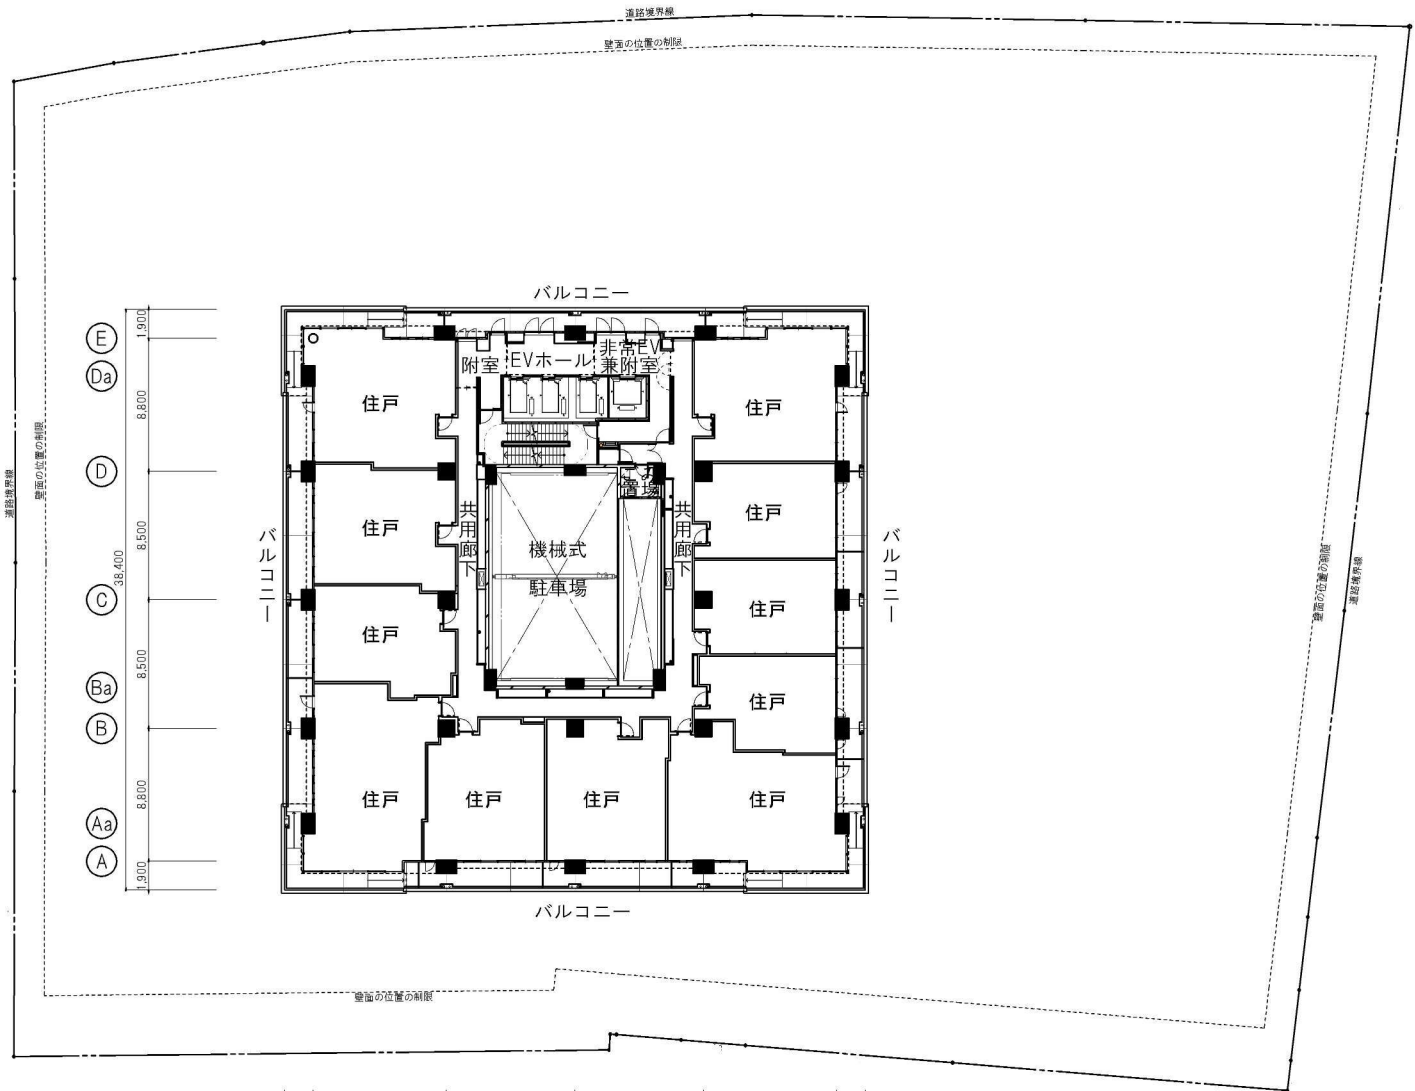 道路境界線
壁面の位置の制限
バルコニー
E
Da
D
C
Ba
B
Aa
A
1,900
8,800
8,500
8,500
8,800
1,900
38,400
道路境界線
壁面の位置の制限
附室
EVホール
非常EV
兼附室
住戸
住戸
住戸
住戸
置場
共用廊下
共用廊下
機械式
駐車場
バルコニー
バルコニー
住戸
住戸
住戸
住戸
住戸
住戸
住戸
バルコニー
壁面の位置の制限
道路境界線
壁面の位置の制限